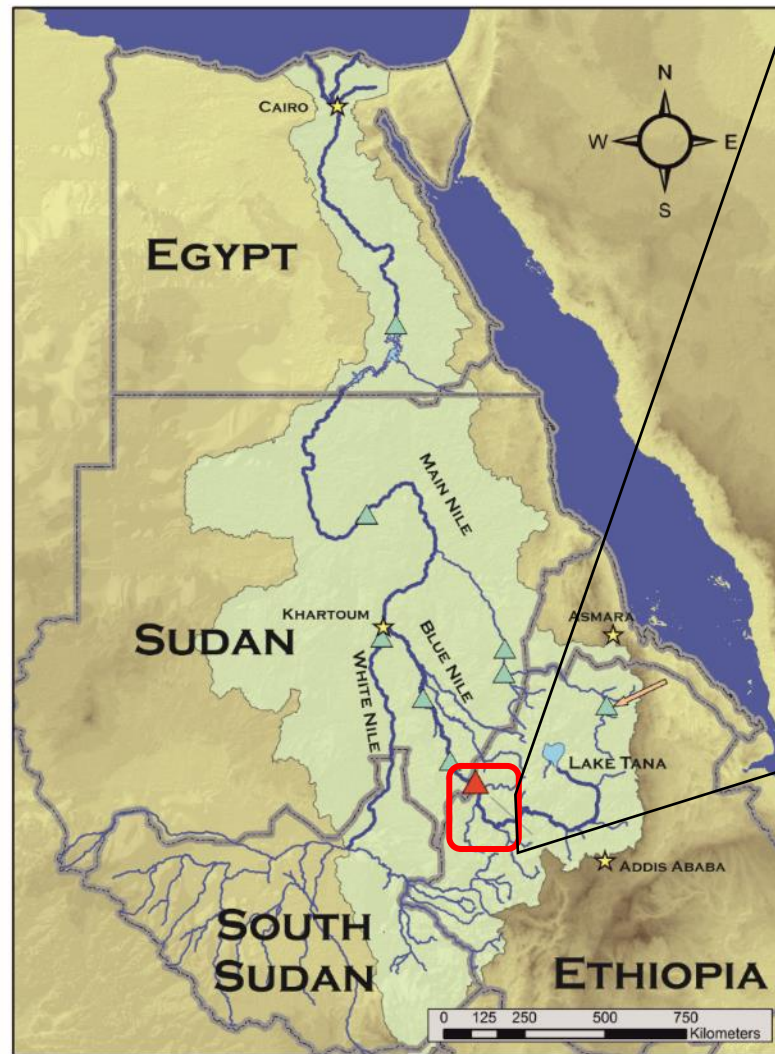 N
W E
S
CAIRO
EGYPT
MAIN NILE
KHARTOUM
ASMARA
SUDAN
BLUE NILE
WHITE NILE
LAKE TANA
ADDIS ABABA
SOUTH
SUDAN
ETHIOPIA
0 125 250 500 750
Kilometers